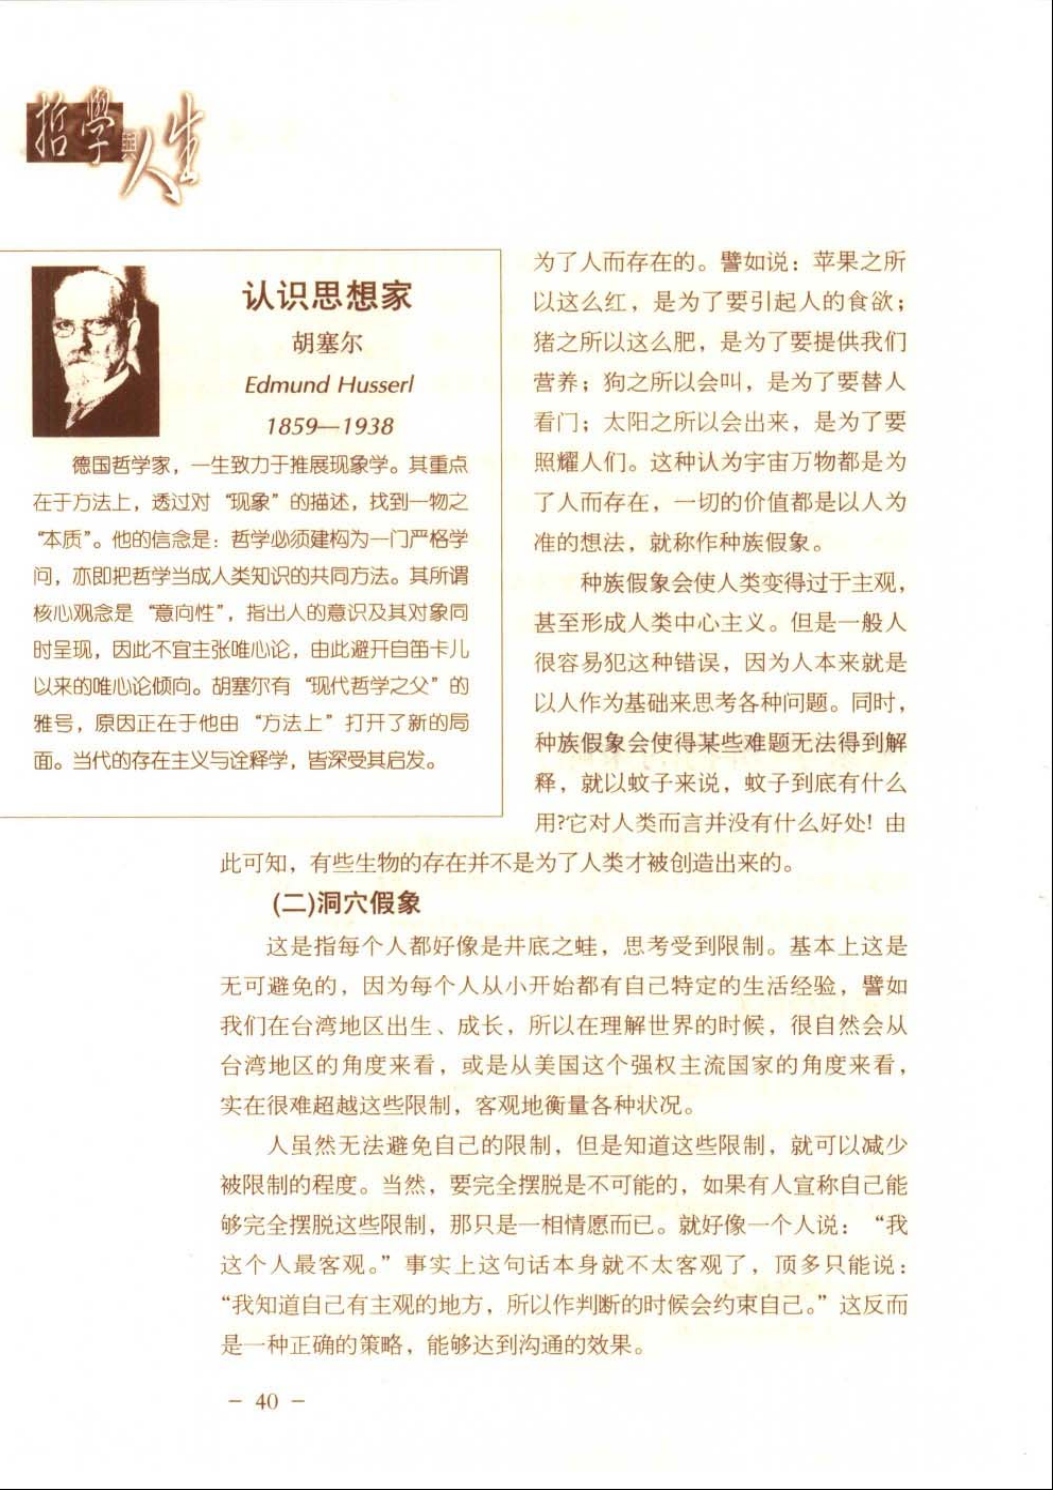 哲學與人生
认识思想家
胡塞尔
Edmund Husserl
1859—1938
德国哲学家，一生致力于推展现象学。其重点
在于方法上，透过对“现象”的描述，找到一物之
“本质”。他的信念是：哲学必须建构为一门严格学
问，亦即把哲学当成人类知识的共同方法。其所谓
核心观念是“意向性”，指出人的意识及其对象同
时呈现，因此不宜主张唯心论，由此避开自笛卡儿
以来的唯心论倾向。胡塞尔有“现代哲学之父”的
雅号，原因正在于他由“方法上”打开了新的局
面。当代的存在主义与诠释学，皆深受其启发。
为了人而存在的。譬如说：苹果之所
以这么红，是为了要引起人的食欲；
猪之所以这么肥，是为了要提供我们
营养；狗之所以会叫，是为了要替人
看门；太阳之所以会出来，是为了要
照耀人们。这种认为宇宙万物都是为
了人而存在，一切的价值都是以人为
准的想法，就称作种族假象。
种族假象会使人类变得过于主观，
甚至形成人类中心主义。但是一般人
很容易犯这种错误，因为人本来就是
以人作为基础来思考各种问题。同时，
种族假象会使得某些难题无法得到解
释，就以蚊子来说，蚊子到底有什么
用?它对人类而言并没有什么好处! 由
此可知，有些生物的存在并不是为了人类才被创造出来的。
(二)洞穴假象
这是指每个人都好像是井底之蛙，思考受到限制。基本上这是
无可避免的，因为每个人从小开始都有自己特定的生活经验，譬如
我们在台湾地区出生、成长，所以在理解世界的时候，很自然会从
台湾地区的角度来看，或是从美国这个强权主流国家的角度来看，
实在很难超越这些限制，客观地衡量各种状况。
人虽然无法避免自己的限制，但是知道这些限制，就可以减少
被限制的程度。当然，要完全摆脱是不可能的，如果有人宣称自己能
够完全摆脱这些限制，那只是一相情愿而已。就好像一个人说：“我
这个人最客观。”事实上这句话本身就不太客观了，顶多只能说：
“我知道自己有主观的地方，所以作判断的时候会约束自己。”这反而
是一种正确的策略，能够达到沟通的效果。
- 40 -